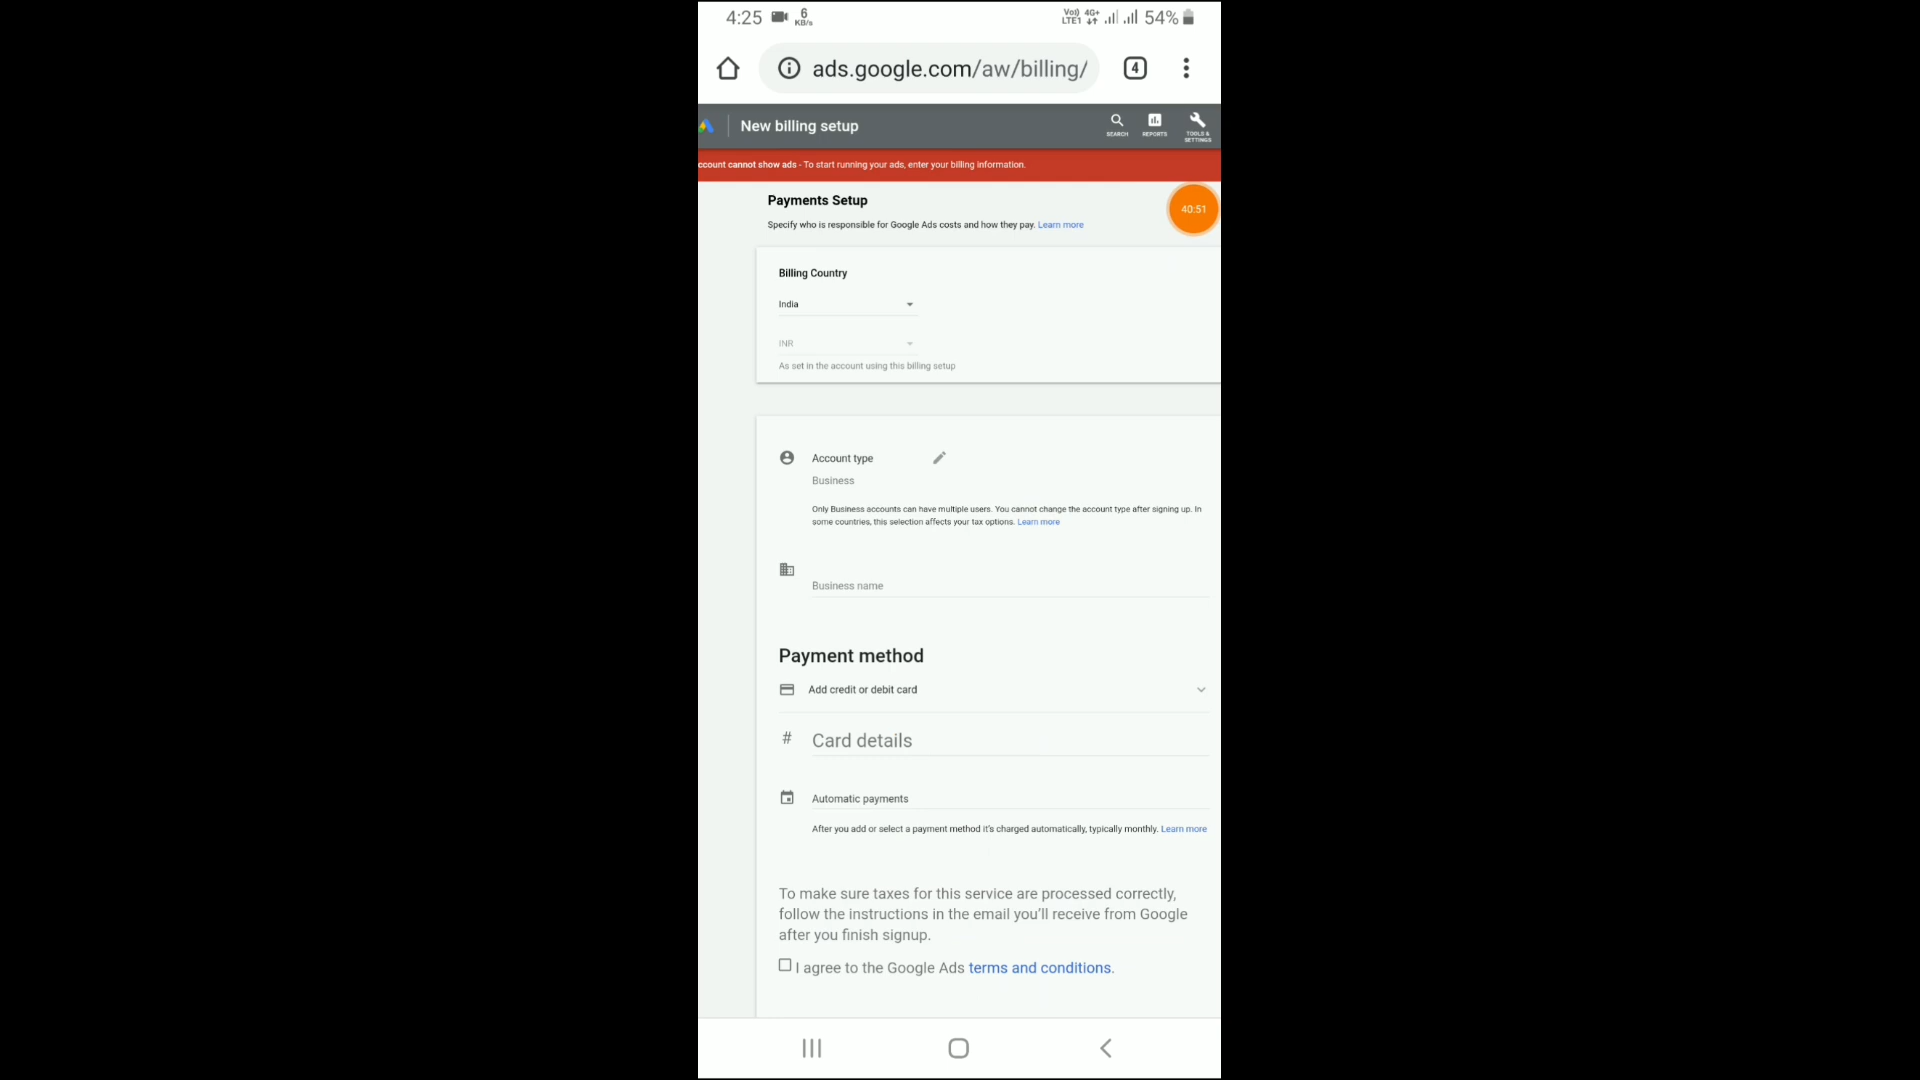 4:25 6 KB/s Vo)) LTE1 4G+ 54%
ads.google.com/aw/billing/ 4
New billing setup SEARCH REPORTS TOOLS & SETTINGS
ccount cannot show ads - To start running your ads, enter your billing information.
Payments Setup
40:51
Specify who is responsible for Google Ads costs and how they pay. Learn more
Billing Country
India
INR
As set in the account using this billing setup
Account type
Business
Only Business accounts can have multiple users. You cannot change the account type after signing up. In
some countries, this selection affects your tax options. Learn more
Business name
Payment method
Add credit or debit card
# Card details
Automatic payments
After you add or select a payment method it's charged automatically, typically monthly. Learn more
To make sure taxes for this service are processed correctly,
follow the instructions in the email you'll receive from Google
after you finish signup.
I agree to the Google Ads terms and conditions.